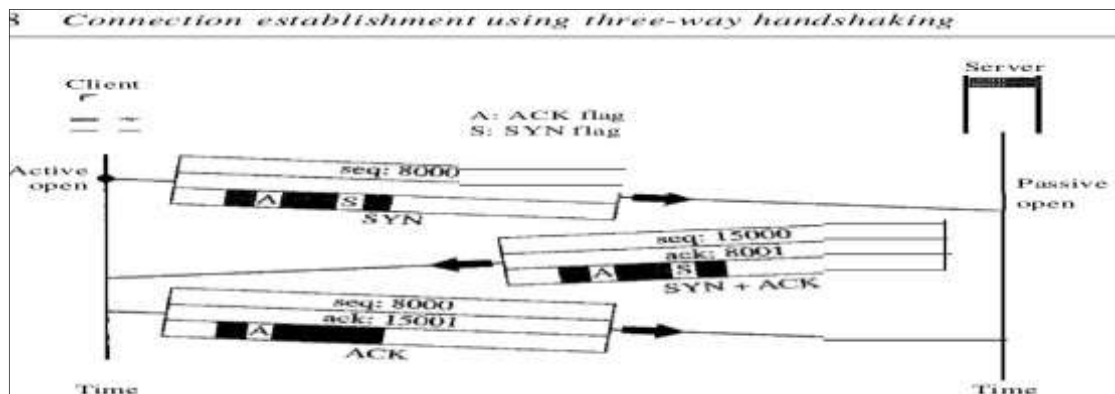 8 Connection establishment using three-way handshaking
Client
Server
A: ACK flag
S: SYN flag
Active
open
seq: 8000
A S
SYN
Passive
open
seq: 15000
ack: 8001
A S
SYN + ACK
seq: 8000
ack: 15001
A
ACK
Time
Time